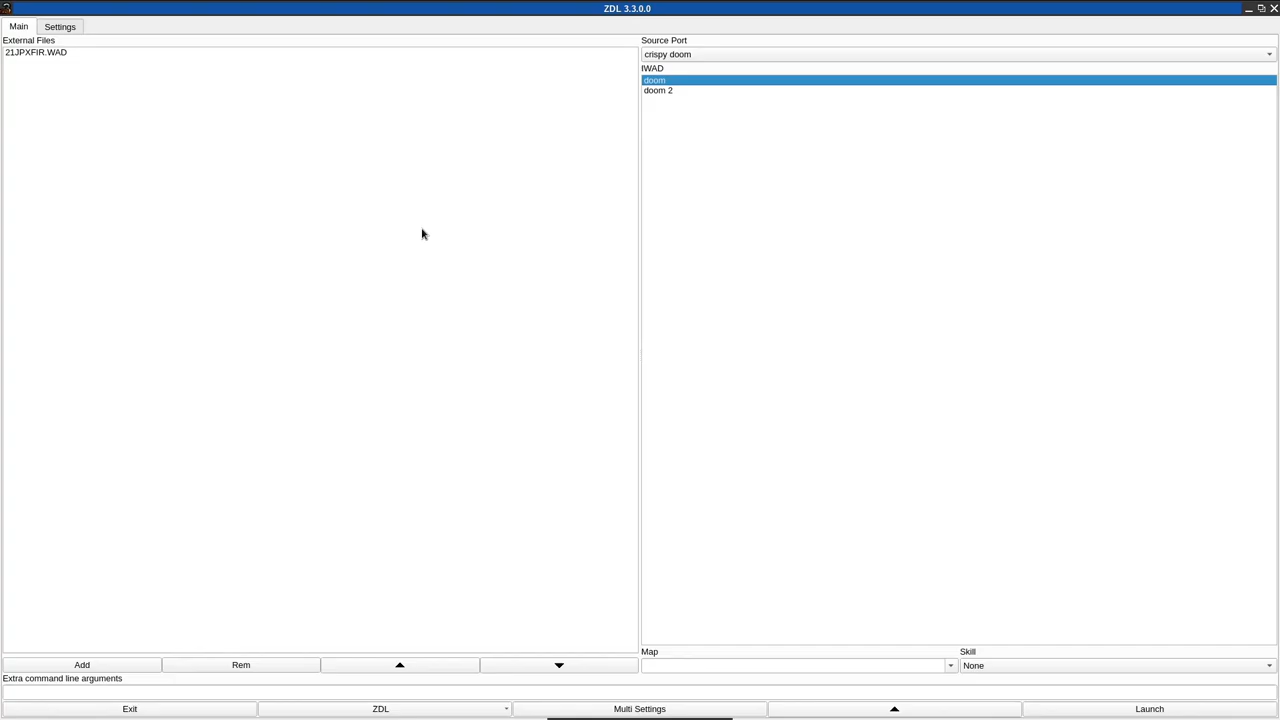 ZDL 3.3.0.0
Main Settings
External Files
21JPXFIR.WAD
Source Port
crispy doom
IWAD
doom
doom 2
Add Rem
Map Skill
None
Extra command line arguments
Exit ZDL Multi Settings Launch